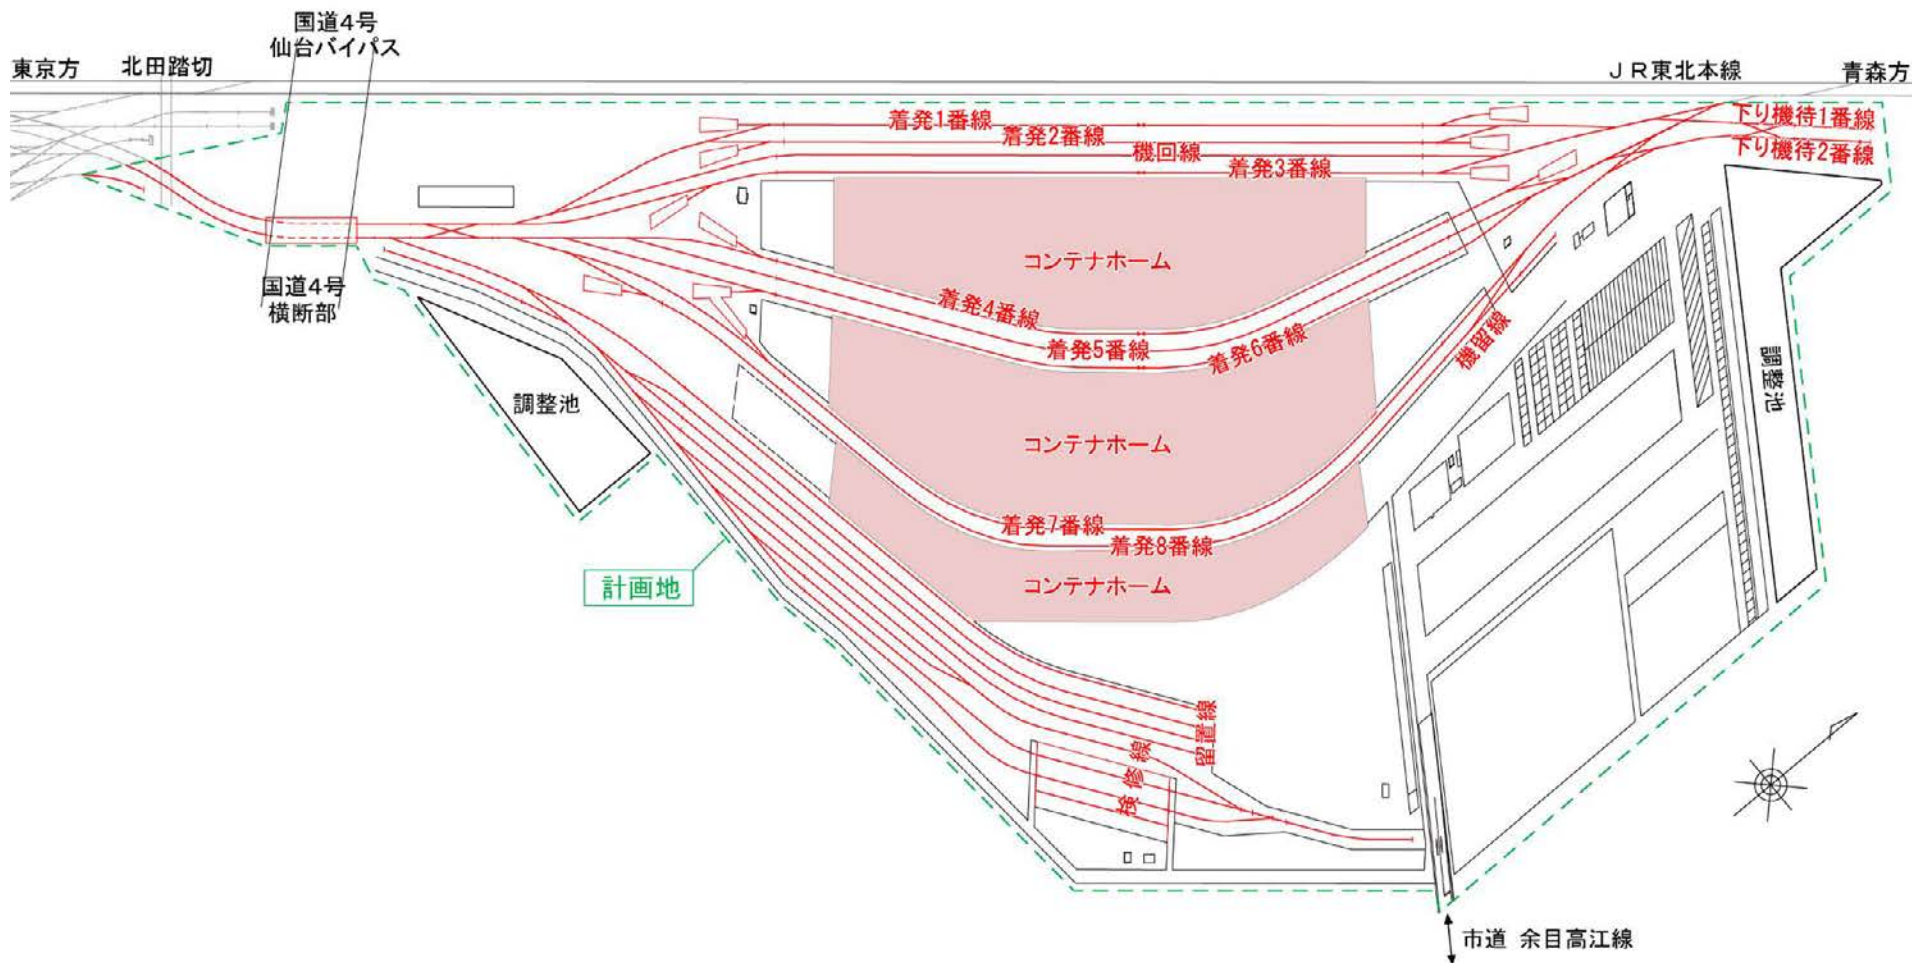 国道4号
仙台バイパス
東京方
北田踏切
JR東北本線
青森方
着発1番線
着発2番線
機回線
着発3番線
下り機待1番線
下り機待2番線
国道4号
横断部
コンテナホーム
着発4番線
着発5番線
着発6番線
機留線
調整池
調整池
コンテナホーム
着発7番線
着発8番線
コンテナホーム
計画地
留置線
検修線
市道 余目高江線